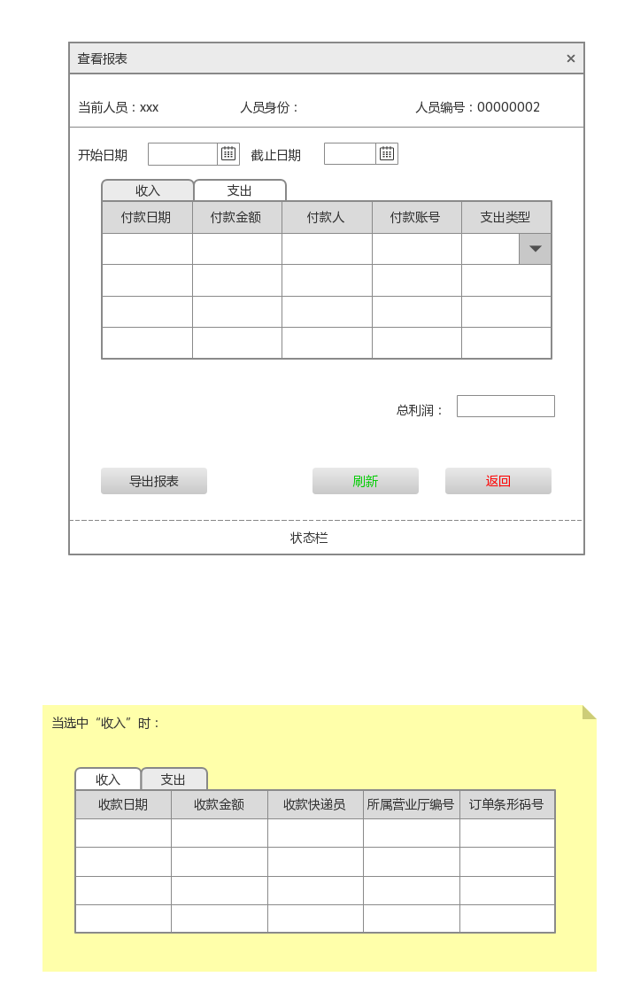 查看报表
当前人员：xxx 人员身份： 人员编号：00000002
开始日期 截止日期
收入 支出
付款日期 付款金额 付款人 付款账号 支出类型
总利润：
导出报表 刷新 返回
状态栏
当选中“收入”时：
收入 支出
收款日期 收款金额 收款快递员 所属营业厅编号 订单条形码号